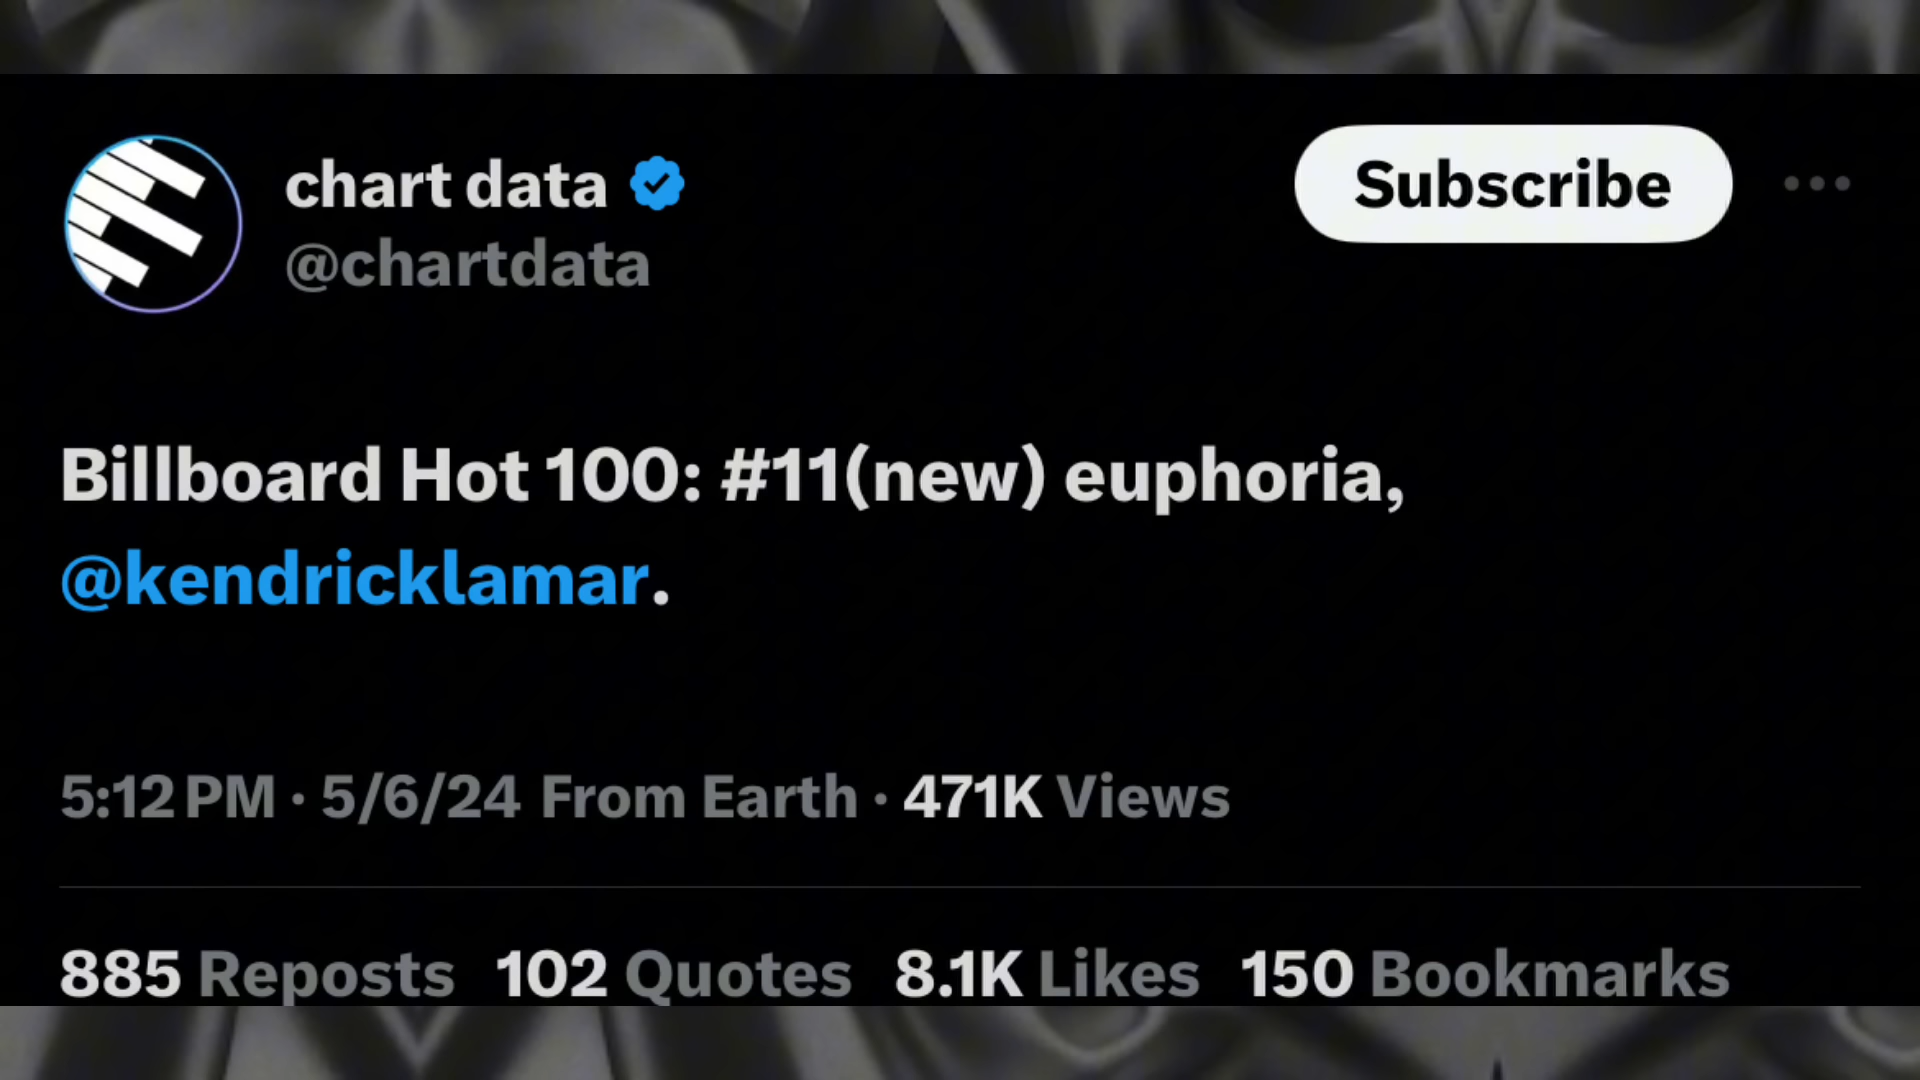 chart data
@chartdata
Subscribe
Billboard Hot 100: #11(new) euphoria,
@kendricklamar.
5:12 PM · 5/6/24 From Earth · 471K Views
885 Reposts 102 Quotes 8.1K Likes 150 Bookmarks